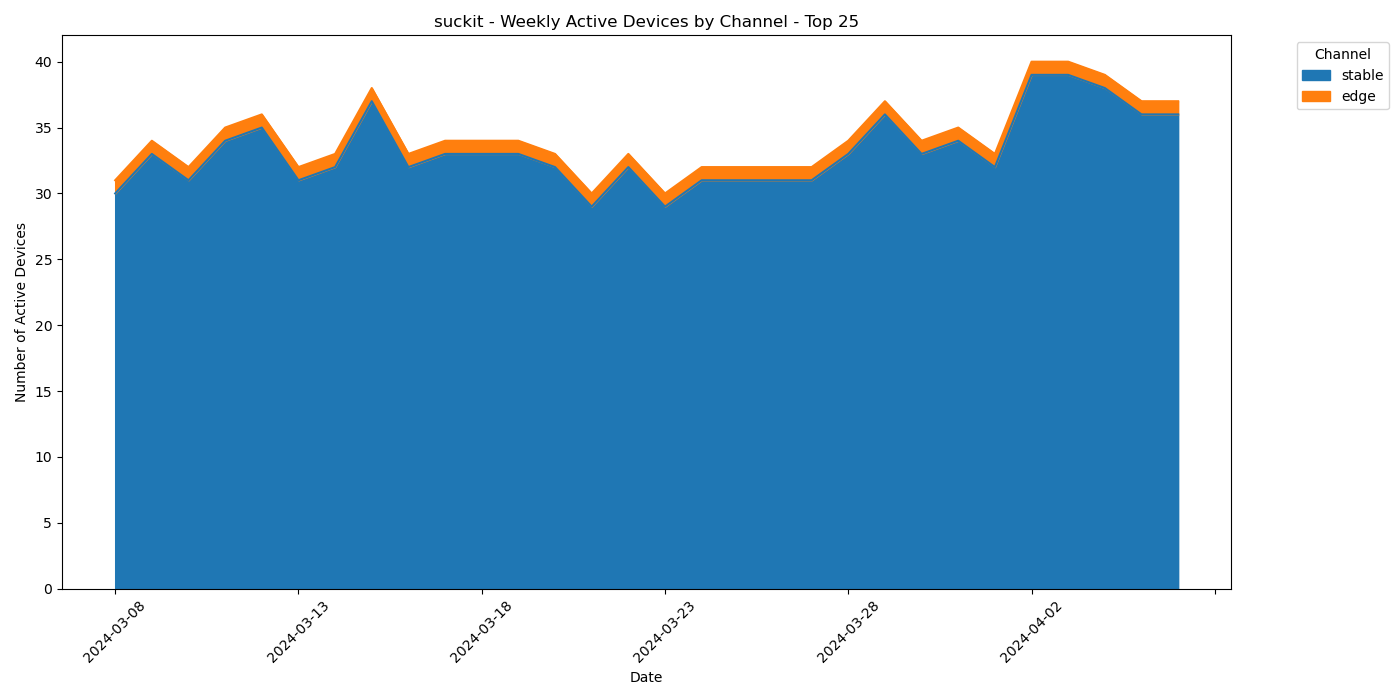 suckit - Weekly Active Devices by Channel - Top 25
Channel
stable
edge
Number of Active Devices
40
35
30
25
20
15
10
5
0
2024-03-08
2024-03-13
2024-03-18
2024-03-23
2024-03-28
2024-04-02
Date